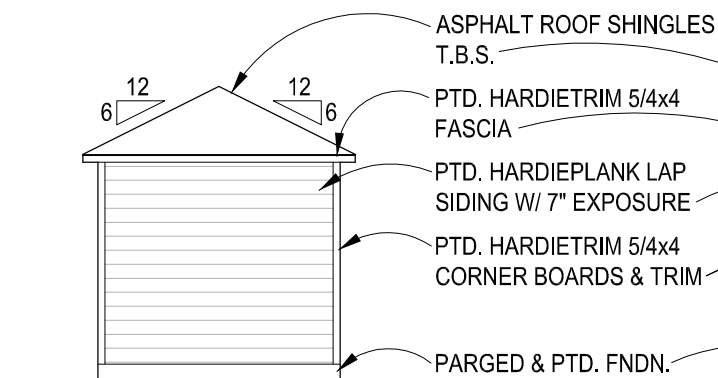 ASPHALT ROOF SHINGLES
T.B.S.
12
6
12
6
PTD. HARDIETRIM 5/4x4
FASCIA
PTD. HARDIEPLANK LAP
SIDING W/ 7" EXPOSURE
PTD. HARDIETRIM 5/4x4
CORNER BOARDS & TRIM
PARGED & PTD. FNDN.